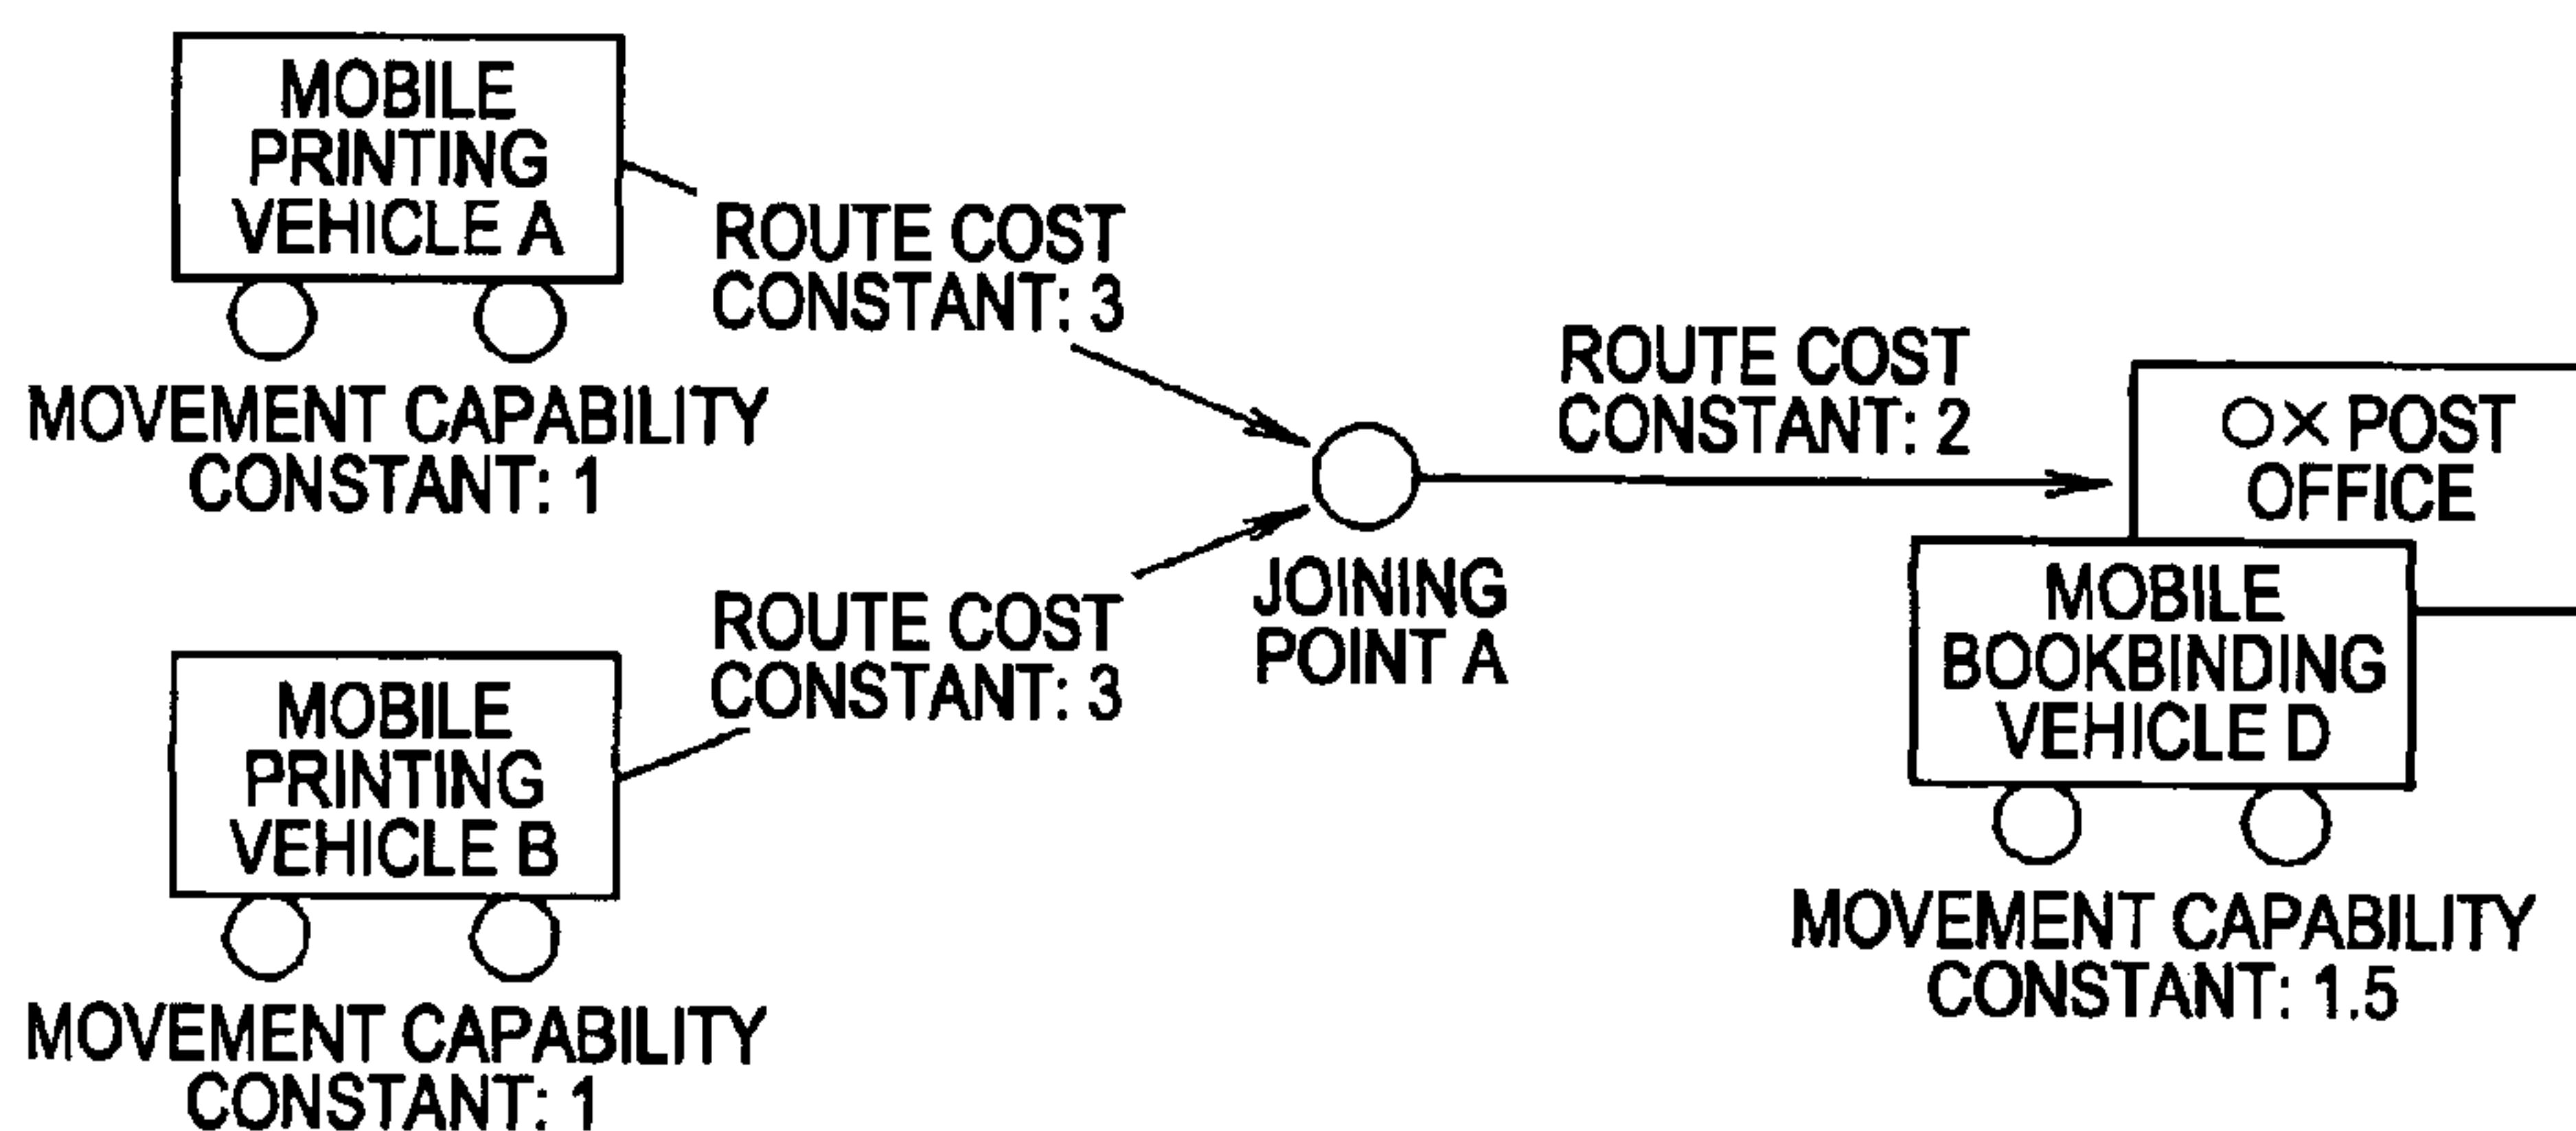 MOBILE
PRINTING
VEHICLE A
MOVEMENT CAPABILITY
CONSTANT: 1
ROUTE COST
CONSTANT: 3
MOBILE
PRINTING
VEHICLE B
MOVEMENT CAPABILITY
CONSTANT: 1
ROUTE COST
CONSTANT: 3
JOINING
POINT A
ROUTE COST
CONSTANT: 2
○× POST
OFFICE
MOBILE
BOOKBINDING
VEHICLE D
MOVEMENT CAPABILITY
CONSTANT: 1.5